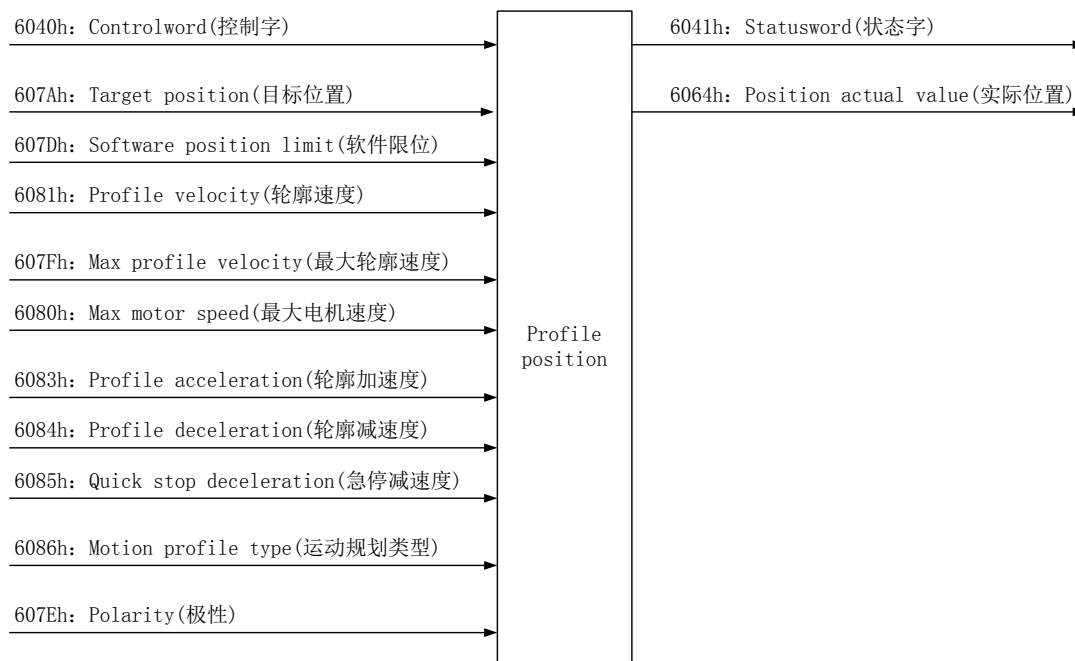 6040h: Controlword(控制字)
607Ah: Target position(目标位置)
607Dh: Software position limit(软件限位)
6081h: Profile velocity(轮廓速度)
607Fh: Max profile velocity(最大轮廓速度)
6080h: Max motor speed(最大电机速度)
6083h: Profile acceleration(轮廓加速度)
6084h: Profile deceleration(轮廓减速度)
6085h: Quick stop deceleration(急停减速度)
6086h: Motion profile type(运动规划类型)
607Eh: Polarity(极性)
Profile
position
6041h: Statusword(状态字)
6064h: Position actual value(实际位置)